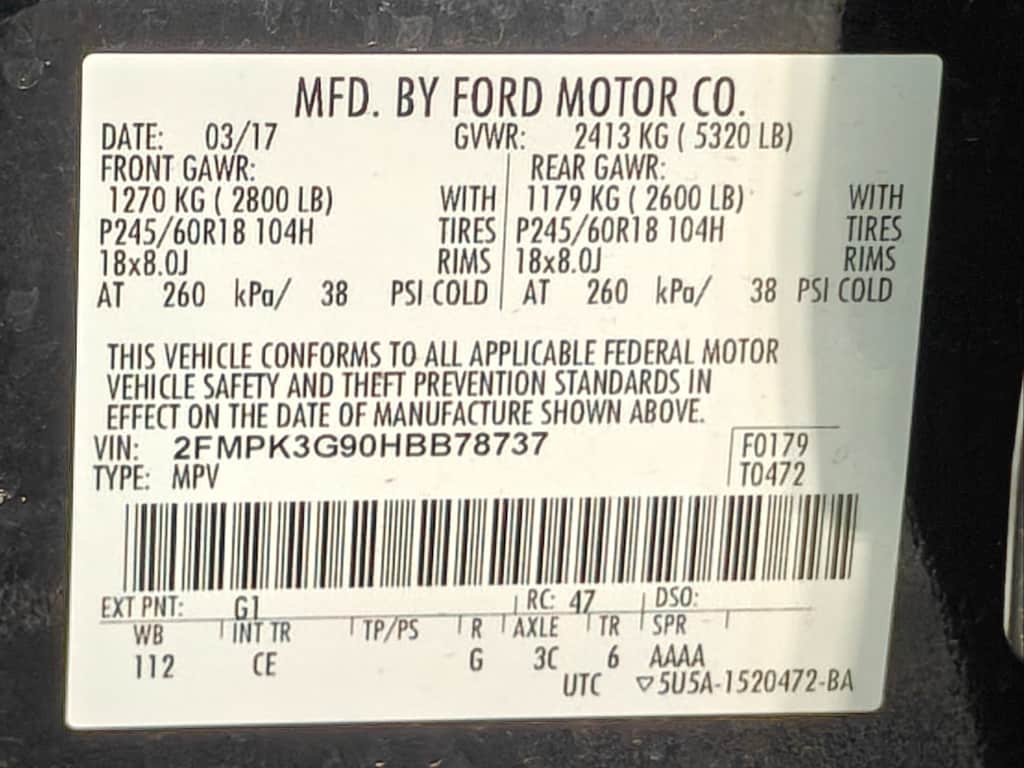 MFD. BY FORD MOTOR CO.
DATE: 03/17 GVWR: 2413 KG ( 5320 LB)
FRONT GAWR: REAR GAWR:
1270 KG ( 2800 LB) WITH 1179 KG ( 2600 LB) WITH
P245/60R18 104H TIRES P245/60R18 104H TIRES
18x8.0J RIMS 18x8.0J RIMS
AT 260 kPa/ 38 PSI COLD AT 260 kPa/ 38 PSI COLD
THIS VEHICLE CONFORMS TO ALL APPLICABLE FEDERAL MOTOR
VEHICLE SAFETY AND THEFT PREVENTION STANDARDS IN
EFFECT ON THE DATE OF MANUFACTURE SHOWN ABOVE.
VIN: 2FMPK3G90HBB78737 F0179
TYPE: MPV T0472
EXT PNT: G1 RC: 47 DSO:
WB INT TR TP/PS R AXLE TR SPR
112 CE G 3C 6 AAAA
UTC ▽5U5A-1520472-BA